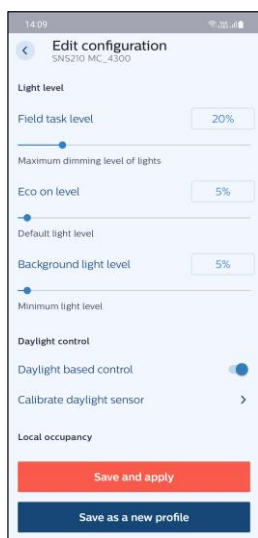 14:09
Edit configuration
SNS210 MC_4300
Light level
Field task level
20%
Maximum dimming level of lights
Eco on level
5%
Default light level
Background light level
5%
Minimum light level
Daylight control
Daylight based control
Calibrate daylight sensor
Local occupancy
Save and apply
Save as a new profile